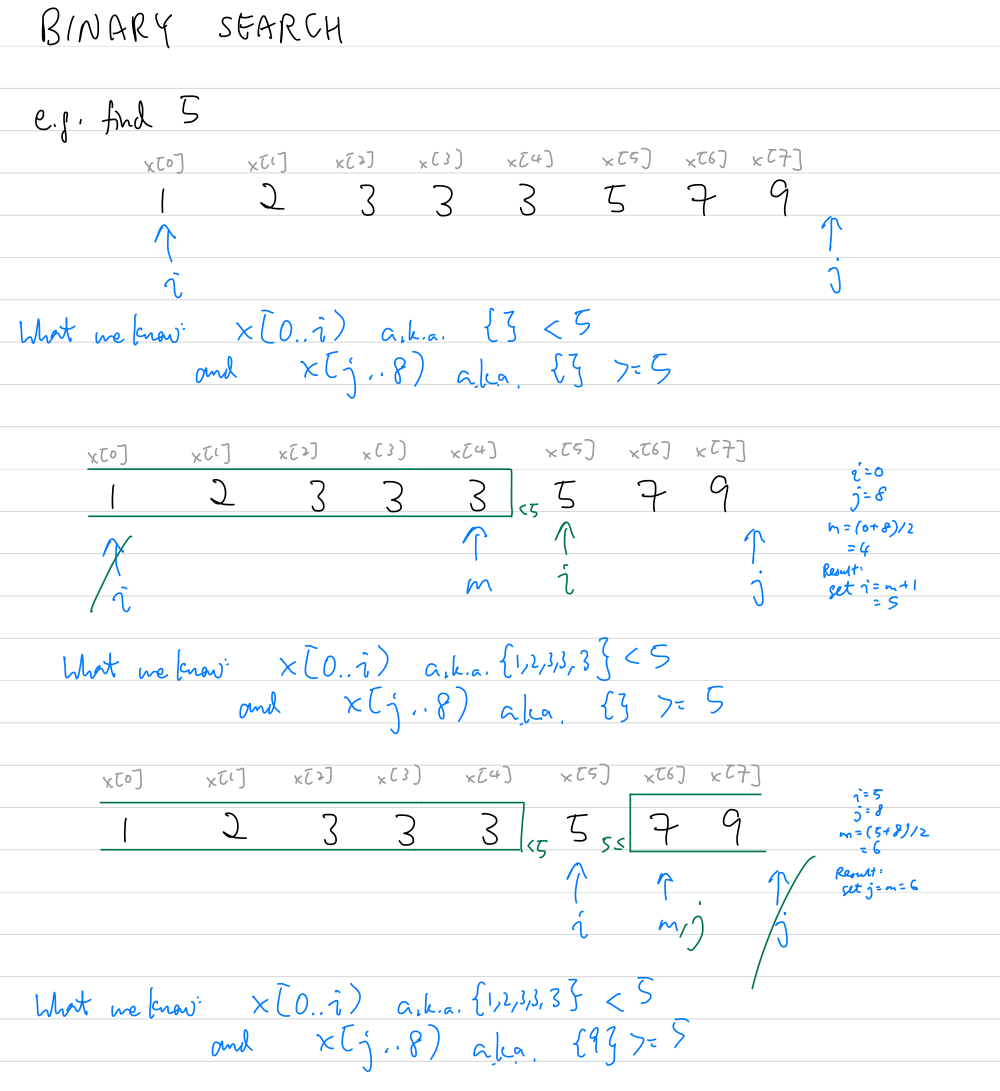 BINARY SEARCH
e.g. find 5
x[0] x[1] x[2] x[3] x[4] x[5] x[6] x[7]
1 2 3 3 3 5 7 9
i j
What we know: x[0..i) a.k.a. {} < 5
and x[j..8) a.k.a. {} >= 5
x[0] x[1] x[2] x[3] x[4] x[5] x[6] x[7]
1 2 3 3 3 <5 5 7 9
i m i j
i=0
j=8
m=(0+8)/2
=4
Result:
set i=m+1
=5
What we know: x[0..i) a.k.a. {1,2,3,3,3} < 5
and x[j..8) a.k.a. {} >= 5
x[0] x[1] x[2] x[3] x[4] x[5] x[6] x[7]
1 2 3 3 3 <5 5 5≤ 7 9
i m,j j
i=5
j=8
m=(5+8)/2
=6
Result:
set j=m=6
What we know: x[0..i) a.k.a. {1,2,3,3,3} < 5
and x[j..8) a.k.a. {9} >= 5